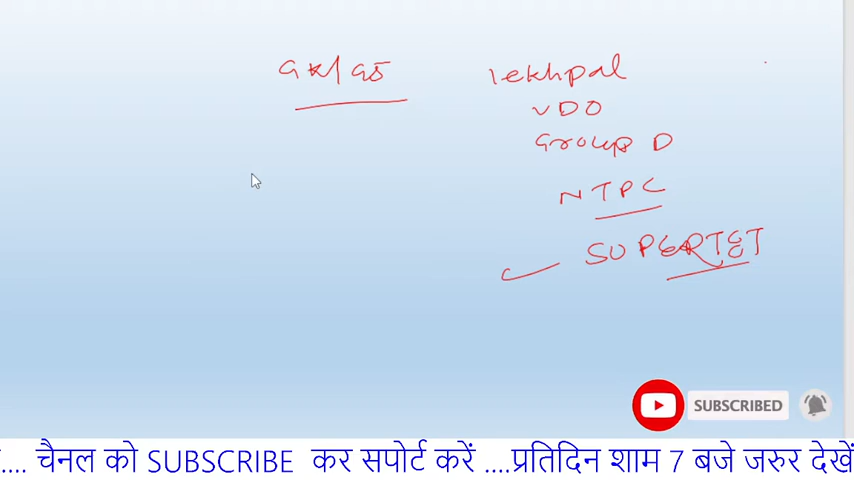 GK/GS
lekhpal
VDO
Group D
NTPC
SUPERTET
SUBSCRIBED
.... चैनल को SUBSCRIBE कर सपोर्ट करें ....प्रतिदिन शाम 7 बजे जरुर देखें